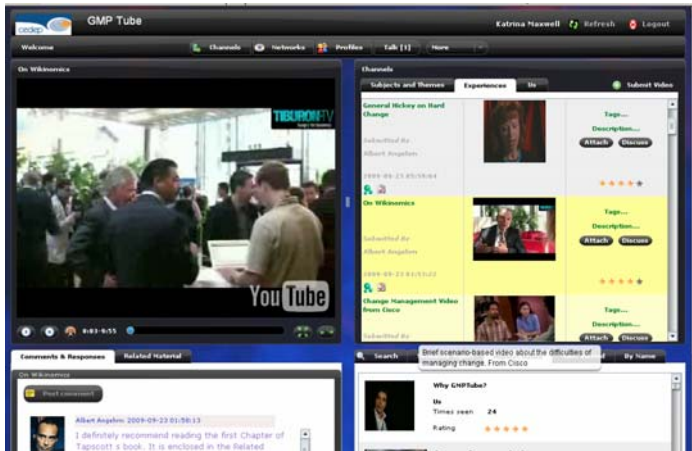 cedep
GMP Tube
Katrina Maxwell
Refresh
Logout
Welcome
Channels
Networks
Profiles
Talk [1]
More
On Wikinomics
TIBURON-TV
YouTube
0:03-9:55
Channels
Subjects and Themes
Experiences
Us
Submit Video
General Hickey on Hard
Change
Submitted By
Albert Angehrn
2009-09-23 05:50:04
Tags...
Description...
Attach
Discuss
On Wikinomics
Submitted By
Albert Angehrn
2009-09-23 01:53:22
Tags...
Description...
Attach
Discuss
Change Management Video
from Cisco
Submitted By
Tags...
Description...
Attach
Discuss
Brief scenario-based video about the difficulties of
managing change. From Cisco
Comments & Responses
Related Material
On Wikinomics
Post comment
Albert Angehrn 2009-09-23 01:58:13
I definitely recommend reading the first Chapter of
Tapscott s book. It is enclosed in the Related
Search
By Name
Why GMPTube?
Us
Times seen 24
Rating